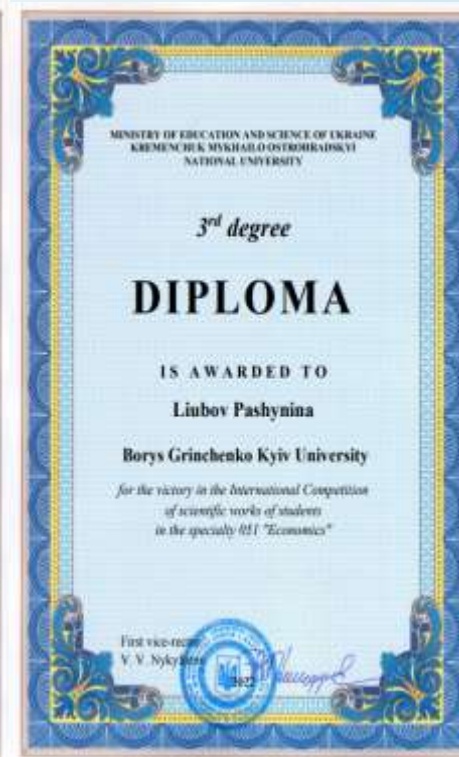 MINISTRY OF EDUCATION AND SCIENCE OF UKRAINE
KREMENCHUK MYKHAILO OSTROHRADSKYI
NATIONAL UNIVERSITY
3rd degree
DIPLOMA
IS AWARDED TO
Liubov Pashynina
Borys Grinchenko Kyiv University
for the victory in the International Competition
of scientific works of students
in the specialty 051 "Economics"
First vice-rector
V. V.
2022